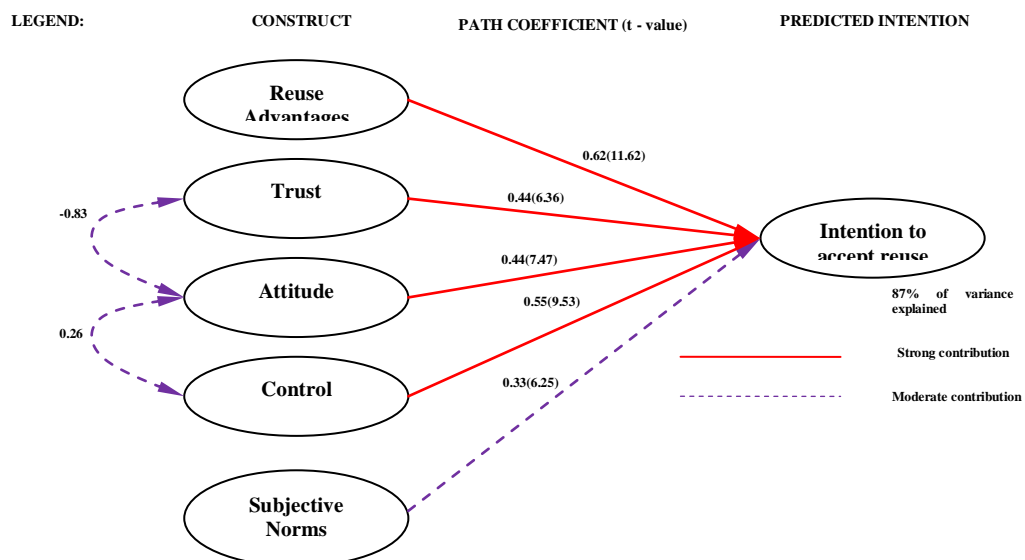 LEGEND: CONSTRUCT PATH COEFFICIENT (t - value) PREDICTED INTENTION
Reuse
Advantages
0.62(11.62)
Trust
0.44(6.36)
-0.83
Intention to
accept reuse
0.44(7.47)
Attitude
87% of variance
explained
0.55(9.53)
0.26
Strong contribution
Control
0.33(6.25)
Moderate contribution
Subjective
Norms